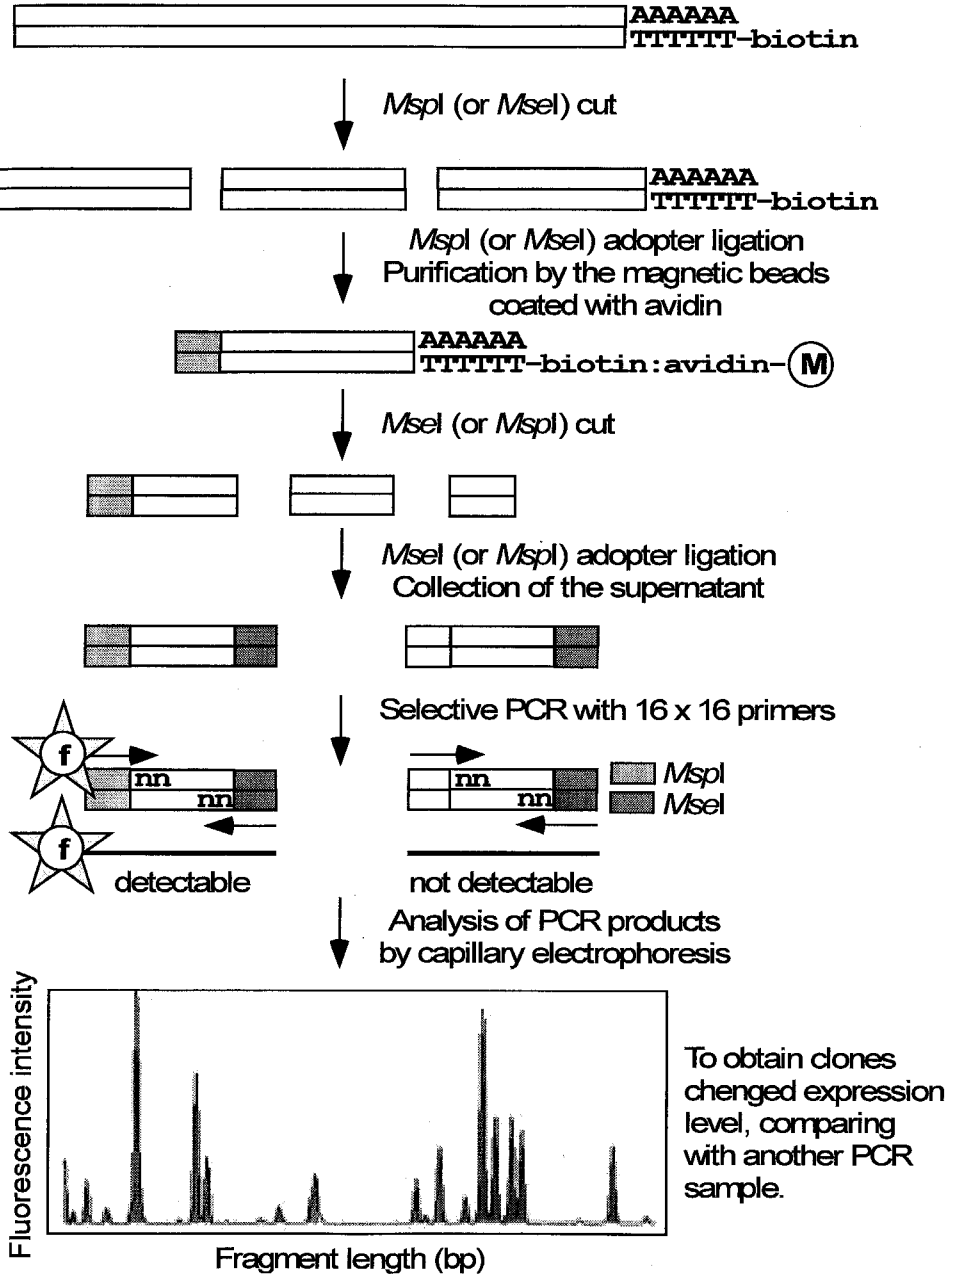 AAAAAA
TTTTTT-biotin
MspI (or MseI) cut
AAAAAA
TTTTTT-biotin
MspI (or MseI) adopter ligation
Purification by the magnetic beads
coated with avidin
AAAAAA
TTTTTT-biotin:avidin-M
MseI (or MspI) cut
MseI (or MspI) adopter ligation
Collection of the supernatant
Selective PCR with 16 x 16 primers
f
nn
nn
nn
nn
MspI
MseI
f
detectable
not detectable
Analysis of PCR products
by capillary electrophoresis
Fluorescence intensity
To obtain clones
chenged expression
level, comparing
with another PCR
sample.
Fragment length (bp)